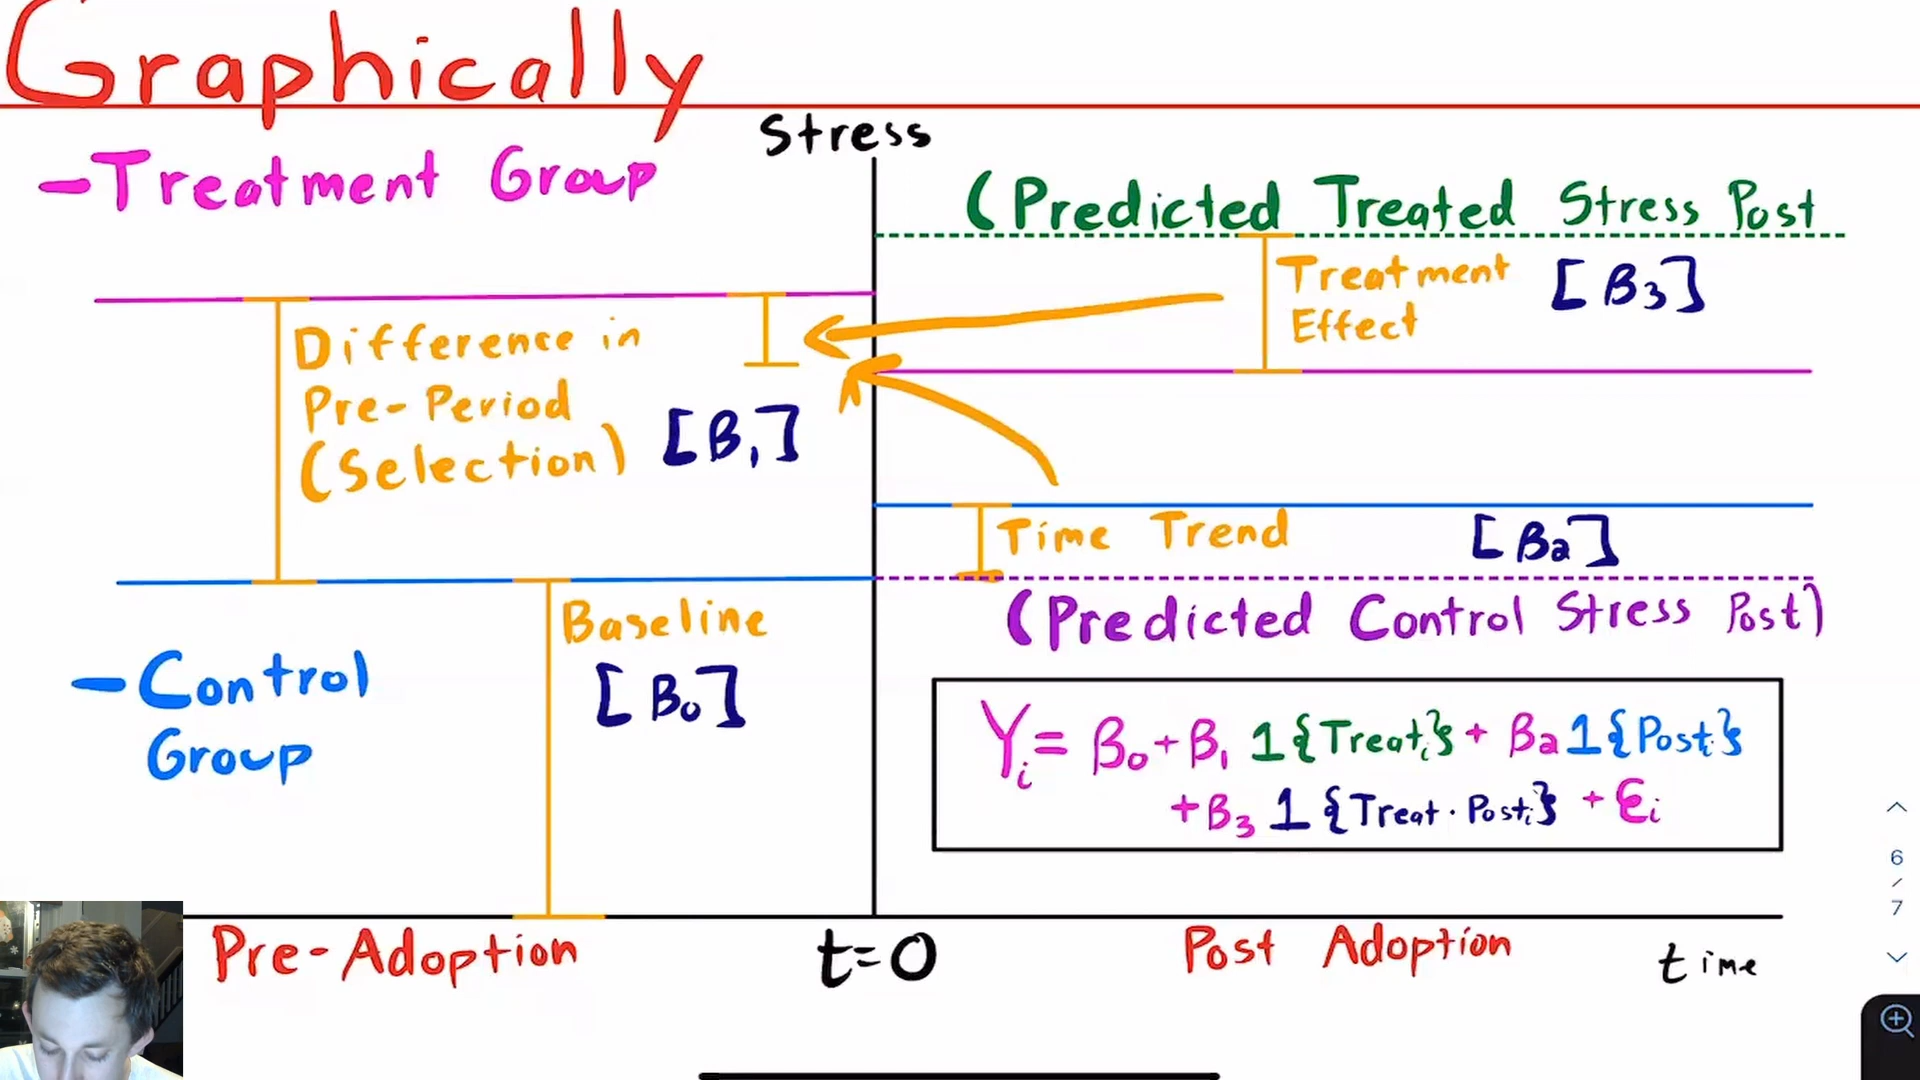 Graphically
Stress
-Treatment Group
(Predicted Treated Stress Post
Treatment
Effect
[B3]
Difference in
Pre-Period
(Selection)
[B1]
Time Trend
[B2]
(Predicted Control Stress Post)
Baseline
[B0]
-Control
Group
Yi = B0 + B1 1{Treati} + B2 1{Posti}
+ B3 1{Treat · Posti} + Ei
6
/
7
Pre-Adoption
t=0
Post Adoption
time